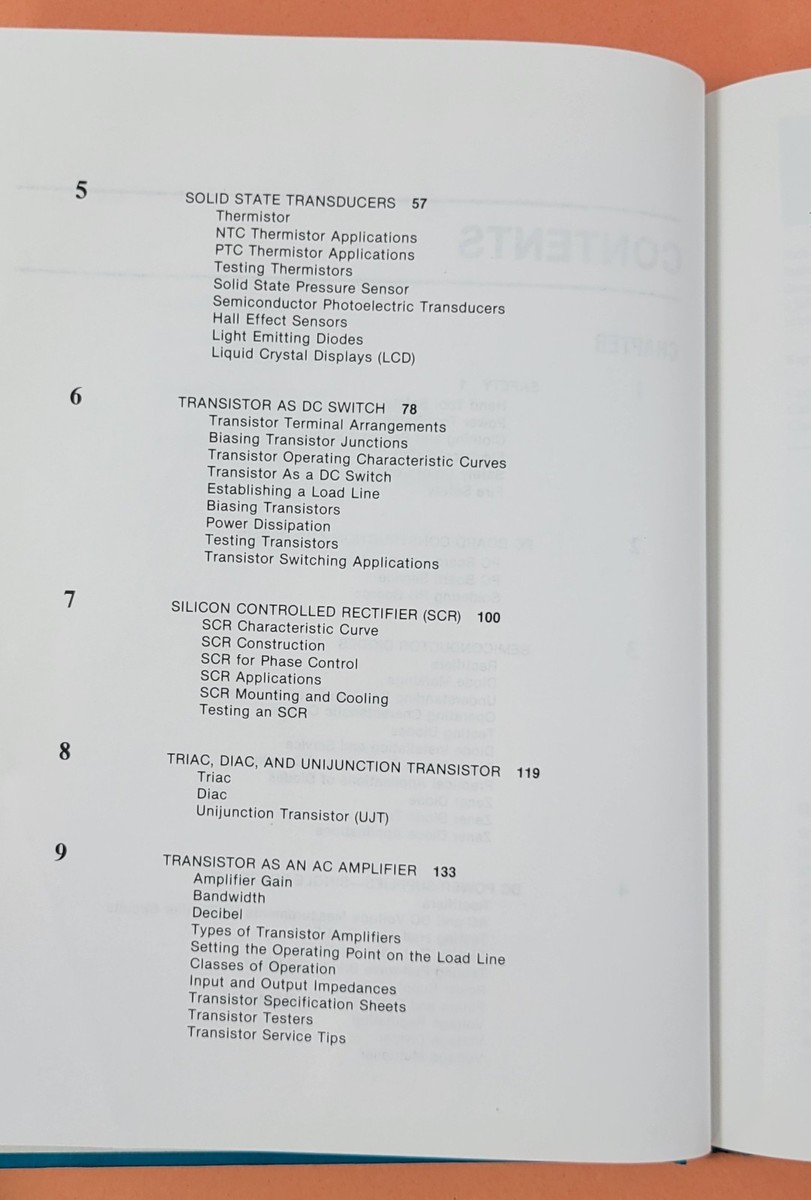 5
SOLID STATE TRANSDUCERS 57
Thermistor
NTC Thermistor Applications
PTC Thermistor Applications
Testing Thermistors
Solid State Pressure Sensor
Semiconductor Photoelectric Transducers
Hall Effect Sensors
Light Emitting Diodes
Liquid Crystal Displays (LCD)
6
TRANSISTOR AS DC SWITCH 78
Transistor Terminal Arrangements
Biasing Transistor Junctions
Transistor Operating Characteristic Curves
Transistor As a DC Switch
Establishing a Load Line
Biasing Transistors
Power Dissipation
Testing Transistors
Transistor Switching Applications
7
SILICON CONTROLLED RECTIFIER (SCR) 100
SCR Characteristic Curve
SCR Construction
SCR for Phase Control
SCR Applications
SCR Mounting and Cooling
Testing an SCR
8
TRIAC, DIAC, AND UNIJUNCTION TRANSISTOR 119
Triac
Diac
Unijunction Transistor (UJT)
9
TRANSISTOR AS AN AC AMPLIFIER 133
Amplifier Gain
Bandwidth
Decibel
Types of Transistor Amplifiers
Setting the Operating Point on the Load Line
Classes of Operation
Input and Output Impedances
Transistor Specification Sheets
Transistor Testers
Transistor Service Tips
CONTENTS
CHAPTER